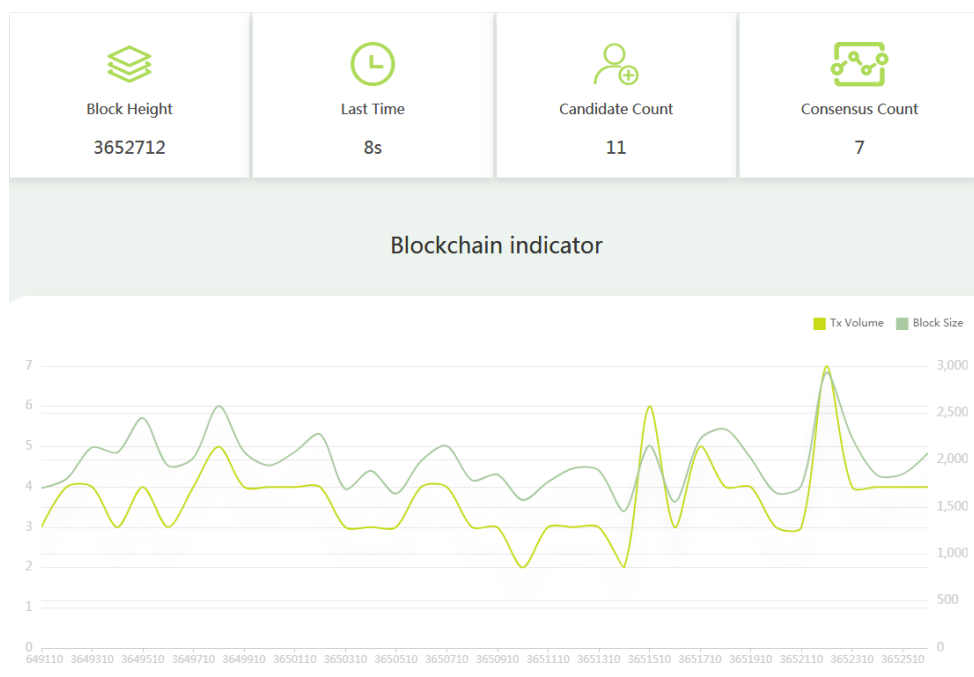 Block Height
3652712
Last Time
8s
Candidate Count
11
Consensus Count
7
Blockchain indicator
Tx Volume Block Size
7 3,000
6 2,500
5 2,000
4 1,500
3 1,000
2 500
1 0
0
649110 3649310 3649510 3649710 3649910 3650110 3650310 3650510 3650710 3650910 3651110 3651310 3651510 3651710 3651910 3652110 3652310 3652510